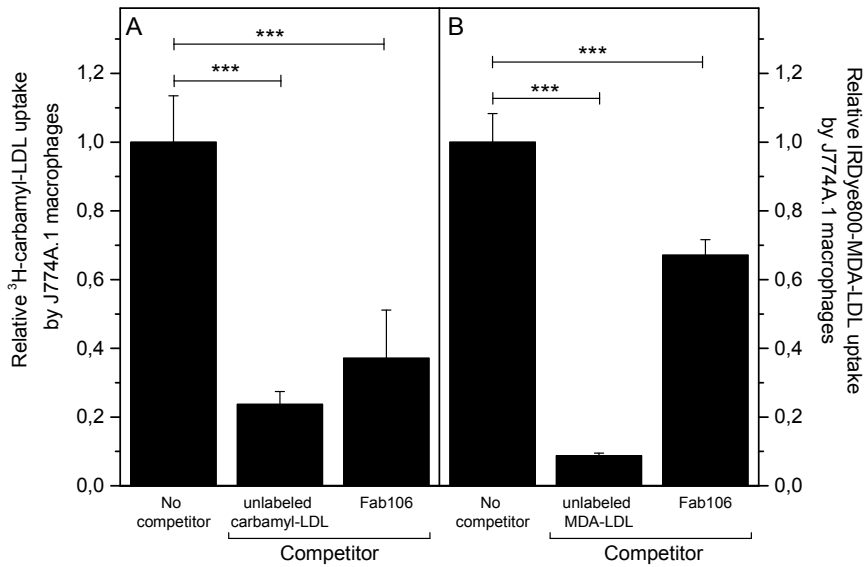 A
B
***
***
***
***
1,2
1,0
0,8
0,6
0,4
0,2
0,0
1,2
1,0
0,8
0,6
0,4
0,2
0,0
Relative ³H-carbamyl-LDL uptake
by J774A.1 macrophages
Relative IRDye800-MDA-LDL uptake
by J774A.1 macrophages
No
competitor
unlabeled
carbamyl-LDL
Fab106
No
competitor
unlabeled
MDA-LDL
Fab106
Competitor
Competitor